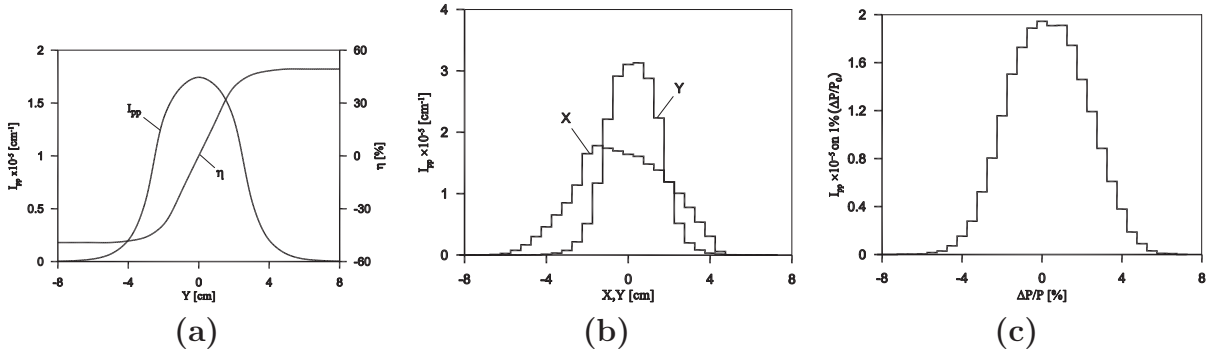 2
1.5
1
0.5
0
60
30
0
-30
-60
-8
-4
0
4
8
I_pp x10⁻⁵ [cm⁻¹]
η [%]
I_pp
η
Y [cm]
(a)
4
3
2
1
0
-8
-4
0
4
8
I_pp ×10⁻⁵ [cm⁻¹]
X
Y
X,Y [cm]
(b)
2
1.6
1.2
0.8
0.4
0
-8
-4
0
4
8
I_pp ×10⁻⁵ on 1% (ΔP/P₀)
ΔP/P [%]
(c)